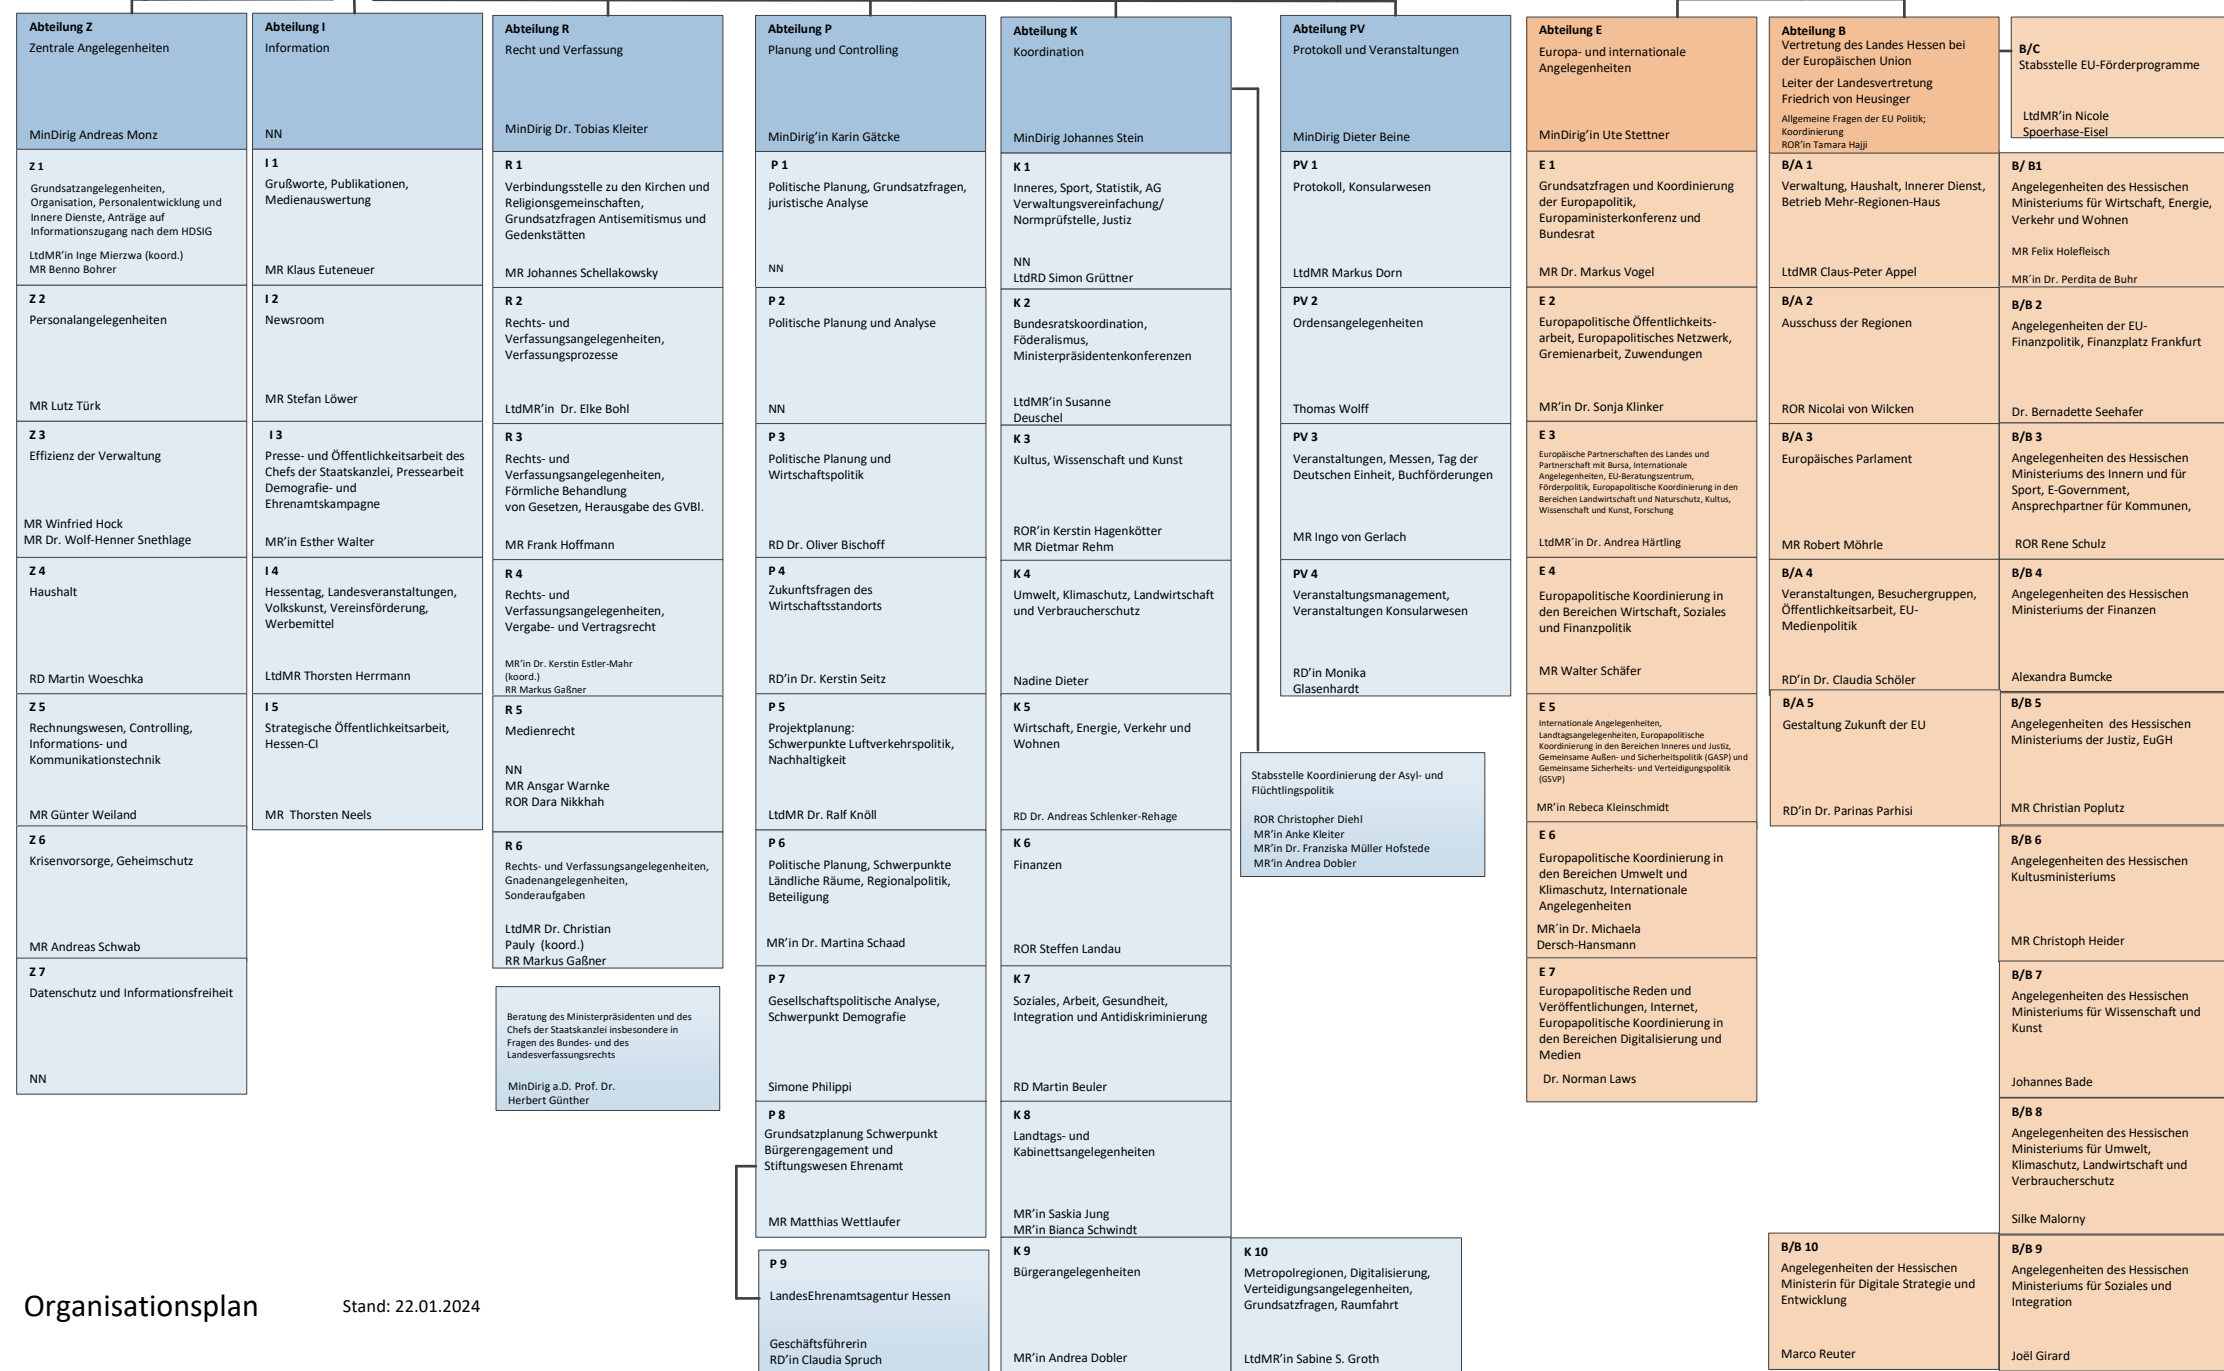 Abteilung Z
Zentrale Angelegenheiten
MinDirig Andreas Monz
Z 1
Grundsatzangelegenheiten,
Organisation, Personalentwicklung und
Innere Dienste, Anträge auf
Informationszugang nach dem HDSIG
LtdMR’in Inge Mierzwa (koord.)
MR Benno Bohrer
Z 2
Personalangelegenheiten
MR Lutz Türk
Z 3
Effizienz der Verwaltung
MR Winfried Hock
MR Dr. Wolf-Henner Snethlage
Z 4
Haushalt
RD Martin Woeschka
Z 5
Rechnungswesen, Controlling,
Informations- und
Kommunikationstechnik
MR Günter Weiland
Z 6
Krisenvorsorge, Geheimschutz
MR Andreas Schwab
Z 7
Datenschutz und Informationsfreiheit
NN
Abteilung I
Information
NN
I 1
Grußworte, Publikationen,
Medienauswertung
MR Klaus Euteneuer
I 2
Newsroom
MR Stefan Löwer
I 3
Presse- und Öffentlichkeitsarbeit des
Chefs der Staatskanzlei, Pressearbeit
Demografie- und
Ehrenamtskampagne
MR’in Esther Walter
I 4
Hessentag, Landesveranstaltungen,
Volkskunst, Vereinsförderung,
Werbemittel
LtdMR Thorsten Herrmann
I 5
Strategische Öffentlichkeitsarbeit,
Hessen-CI
MR Thorsten Neels
Abteilung R
Recht und Verfassung
MinDirig Dr. Tobias Kleiter
R 1
Verbindungsstelle zu den Kirchen und
Religionsgemeinschaften,
Grundsatzfragen Antisemitismus und
Gedenkstätten
MR Johannes Schellakowsky
R 2
Rechts- und
Verfassungsangelegenheiten,
Verfassungsprozesse
LtdMR’in Dr. Elke Bohl
R 3
Rechts- und
Verfassungsangelegenheiten,
Förmliche Behandlung
von Gesetzen, Herausgabe des GVBl.
MR Frank Hoffmann
R 4
Rechts- und
Verfassungsangelegenheiten,
Vergabe- und Vertragsrecht
MR’in Dr. Kerstin Estler-Mahr
(koord.)
RR Markus Gaßner
R 5
Medienrecht
NN
MR Ansgar Warnke
ROR Dara Nikkhah
R 6
Rechts- und Verfassungsangelegenheiten,
Gnadenangelegenheiten,
Sonderaufgaben
LtdMR Dr. Christian
Pauly (koord.)
RR Markus Gaßner
Beratung des Ministerpräsidenten und des
Chefs der Staatskanzlei insbesondere in
Fragen des Bundes- und des
Landesverfassungsrechts
MinDirig a.D. Prof. Dr.
Herbert Günther
Abteilung P
Planung und Controlling
MinDirig’in Karin Gätcke
P 1
Politische Planung, Grundsatzfragen,
juristische Analyse
NN
P 2
Politische Planung und Analyse
NN
P 3
Politische Planung und
Wirtschaftspolitik
RD Dr. Oliver Bischoff
P 4
Zukunftsfragen des
Wirtschaftsstandorts
RD’in Dr. Kerstin Seitz
P 5
Projektplanung:
Schwerpunkte Luftverkehrspolitik,
Nachhaltigkeit
LtdMR Dr. Ralf Knöll
P 6
Politische Planung, Schwerpunkte
Ländliche Räume, Regionalpolitik,
Beteiligung
MR’in Dr. Martina Schaad
P 7
Gesellschaftspolitische Analyse,
Schwerpunkt Demografie
Simone Philippi
P 8
Grundsatzplanung Schwerpunkt
Bürgerengagement und
Stiftungswesen Ehrenamt
MR Matthias Wettlaufer
P 9
LandesEhrenamtsagentur Hessen
Geschäftsführerin
RD’in Claudia Spruch
Abteilung K
Koordination
MinDirig Johannes Stein
K 1
Inneres, Sport, Statistik, AG
Verwaltungsvereinfachung/
Normprüfstelle, Justiz
NN
LtdRD Simon Grüttner
K 2
Bundesratskoordination,
Föderalismus,
Ministerpräsidentenkonferenzen
LtdMR’in Susanne
Deuschel
K 3
Kultus, Wissenschaft und Kunst
ROR’in Kerstin Hagenkötter
MR Dietmar Rehm
K 4
Umwelt, Klimaschutz, Landwirtschaft
und Verbraucherschutz
Nadine Dieter
K 5
Wirtschaft, Energie, Verkehr und
Wohnen
RD Dr. Andreas Schlenker-Rehage
K 6
Finanzen
ROR Steffen Landau
K 7
Soziales, Arbeit, Gesundheit,
Integration und Antidiskriminierung
RD Martin Beuler
K 8
Landtags- und
Kabinettsangelegenheiten
MR’in Saskia Jung
MR’in Bianca Schwindt
K 9
Bürgerangelegenheiten
MR’in Andrea Dobler
K 10
Metropolregionen, Digitalisierung,
Verteidigungsangelegenheiten,
Grundsatzfragen, Raumfahrt
LtdMR’in Sabine S. Groth
Stabsstelle Koordinierung der Asyl- und
Flüchtlingspolitik
ROR Christopher Diehl
MR’in Anke Kleiter
MR’in Dr. Franziska Müller Hofstede
MR’in Andrea Dobler
Abteilung PV
Protokoll und Veranstaltungen
MinDirig Dieter Beine
PV 1
Protokoll, Konsularwesen
LtdMR Markus Dorn
PV 2
Ordensangelegenheiten
Thomas Wolff
PV 3
Veranstaltungen, Messen, Tag der
Deutschen Einheit, Buchförderungen
MR Ingo von Gerlach
PV 4
Veranstaltungsmanagement,
Veranstaltungen Konsularwesen
RD’in Monika
Glasenhardt
Abteilung E
Europa- und internationale
Angelegenheiten
MinDirig’in Ute Stettner
E 1
Grundsatzfragen und Koordinierung
der Europapolitik,
Europaministerkonferenz und
Bundesrat
MR Dr. Markus Vogel
E 2
Europapolitische Öffentlichkeits-
arbeit, Europapolitisches Netzwerk,
Gremienarbeit, Zuwendungen
MR’in Dr. Sonja Klinker
E 3
Europäische Partnerschaften des Landes und
Partnerschaft mit Bursa, Internationale
Angelegenheiten, EU-Beratungszentrum,
Förderpolitik, Europapolitische Koordinierung in den
Bereichen Landwirtschaft und Naturschutz, Kultus,
Wissenschaft und Kunst, Forschung
LtdMR´in Dr. Andrea Härtling
E 4
Europapolitische Koordinierung in
den Bereichen Wirtschaft, Soziales
und Finanzpolitik
MR Walter Schäfer
E 5
Internationale Angelegenheiten,
Landtagsangelegenheiten, Europapolitische
Koordinierung in den Bereichen Inneres und Justiz,
Gemeinsame Außen- und Sicherheitspolitik (GASP) und
Gemeinsame Sicherheits- und Verteidigungspolitik
(GSVP)
MR’in Rebeca Kleinschmidt
E 6
Europapolitische Koordinierung in
den Bereichen Umwelt und
Klimaschutz, Internationale
Angelegenheiten
MR´in Dr. Michaela
Dersch-Hansmann
E 7
Europapolitische Reden und
Veröffentlichungen, Internet,
Europapolitische Koordinierung in
den Bereichen Digitalisierung und
Medien
Dr. Norman Laws
Abteilung B
Vertretung des Landes Hessen bei
der Europäischen Union
Leiter der Landesvertretung
Friedrich von Heusinger
Allgemeine Fragen der EU Politik;
Koordinierung
ROR’in Tamara Hajji
B/A 1
Verwaltung, Haushalt, Innerer Dienst,
Betrieb Mehr-Regionen-Haus
LtdMR Claus-Peter Appel
B/A 2
Ausschuss der Regionen
ROR Nicolai von Wilcken
B/A 3
Europäisches Parlament
MR Robert Möhrle
B/A 4
Veranstaltungen, Besuchergruppen,
Öffentlichkeitsarbeit, EU-
Medienpolitik
RD’in Dr. Claudia Schöler
B/A 5
Gestaltung Zukunft der EU
RD’in Dr. Parinas Parhisi
B/C
Stabsstelle EU-Förderprogramme
LtdMR’in Nicole
Spoerhase-Eisel
B/ B1
Angelegenheiten des Hessischen
Ministeriums für Wirtschaft, Energie,
Verkehr und Wohnen
MR Felix Holefleisch
MR´in Dr. Perdita de Buhr
B/B 2
Angelegenheiten der EU-
Finanzpolitik, Finanzplatz Frankfurt
Dr. Bernadette Seehafer
B/B 3
Angelegenheiten des Hessischen
Ministeriums des Innern und für
Sport, E-Government,
Ansprechpartner für Kommunen,
ROR Rene Schulz
B/B 4
Angelegenheiten des Hessischen
Ministeriums der Finanzen
Alexandra Bumcke
B/B 5
Angelegenheiten des Hessischen
Ministeriums der Justiz, EuGH
MR Christian Poplutz
B/B 6
Angelegenheiten des Hessischen
Kultusministeriums
MR Christoph Heider
B/B 7
Angelegenheiten des Hessischen
Ministeriums für Wissenschaft und
Kunst
Johannes Bade
B/B 8
Angelegenheiten des Hessischen
Ministeriums für Umwelt,
Klimaschutz, Landwirtschaft und
Verbraucherschutz
Silke Malorny
B/B 9
Angelegenheiten des Hessischen
Ministeriums für Soziales und
Integration
Joël Girard
B/B 10
Angelegenheiten der Hessischen
Ministerin für Digitale Strategie und
Entwicklung
Marco Reuter
Organisationsplan
Stand: 22.01.2024